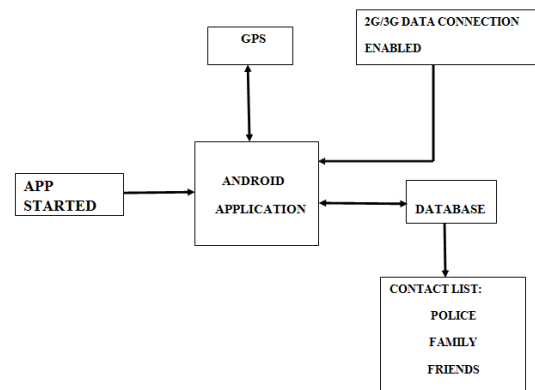 GPS
2G/3G DATA CONNECTION
ENABLED
APP
STARTED
ANDROID
APPLICATION
DATABASE
CONTACT LIST:
POLICE
FAMILY
FRIENDS